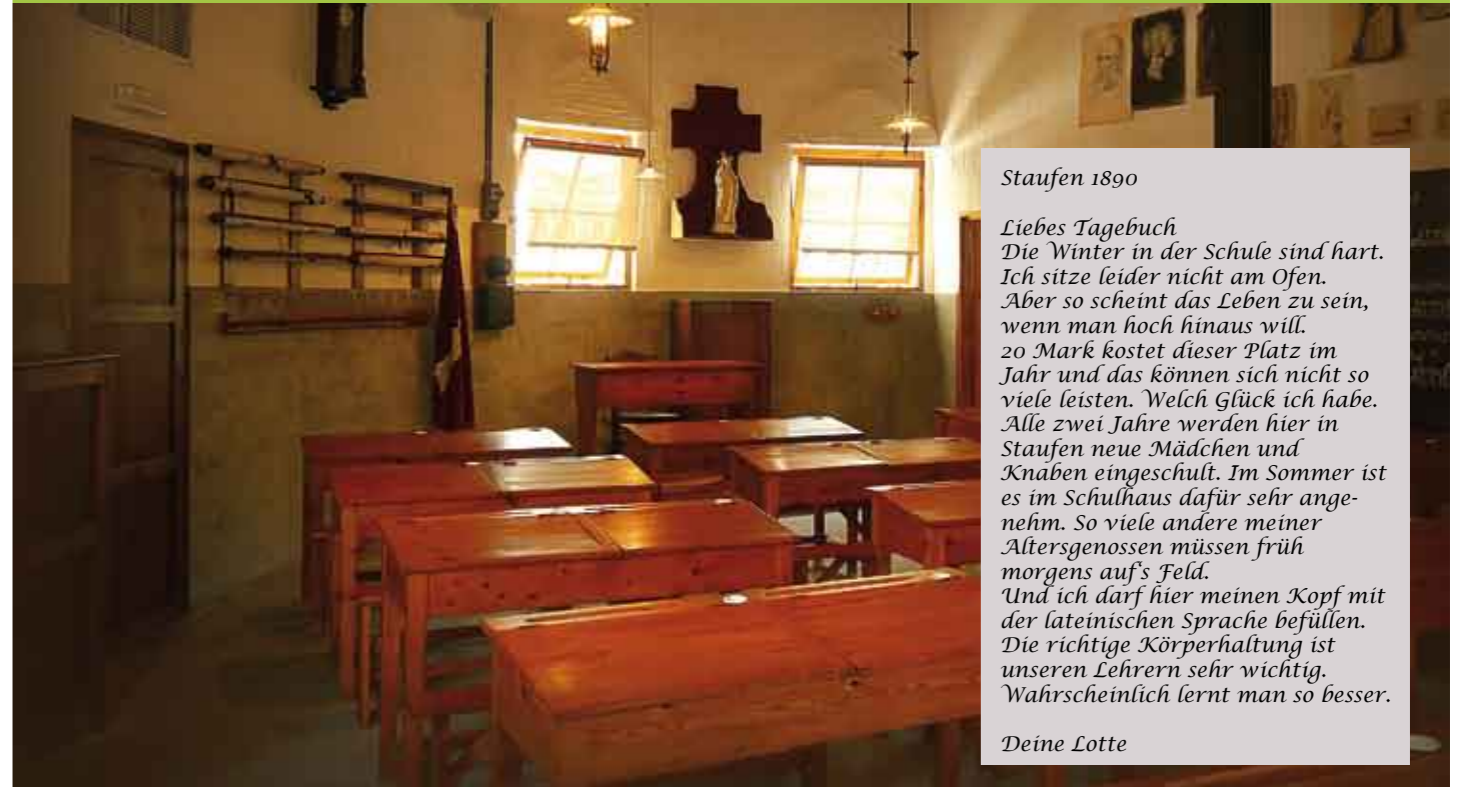 Staufen 1890
Liebes Tagebuch
Die Winter in der Schule sind hart.
Ich sitze leider nicht am Ofen.
Aber so scheint das Leben zu sein,
wenn man hoch hinaus will.
20 Mark kostet dieser Platz im
Jahr und das können sich nicht so
viele leisten. Welch Glück ich habe.
Alle zwei Jahre werden hier in
Staufen neue Mädchen und
Knaben eingeschult. Im Sommer ist
es im Schulhaus dafür sehr ange-
nehm. So viele andere meiner
Altersgenossen müssen früh
morgens auf's Feld.
Und ich darf hier meinen Kopf mit
der lateinischen Sprache befüllen.
Die richtige Körperhaltung ist
unseren Lehrern sehr wichtig.
Wahrscheinlich lernt man so besser.
Deine Lotte